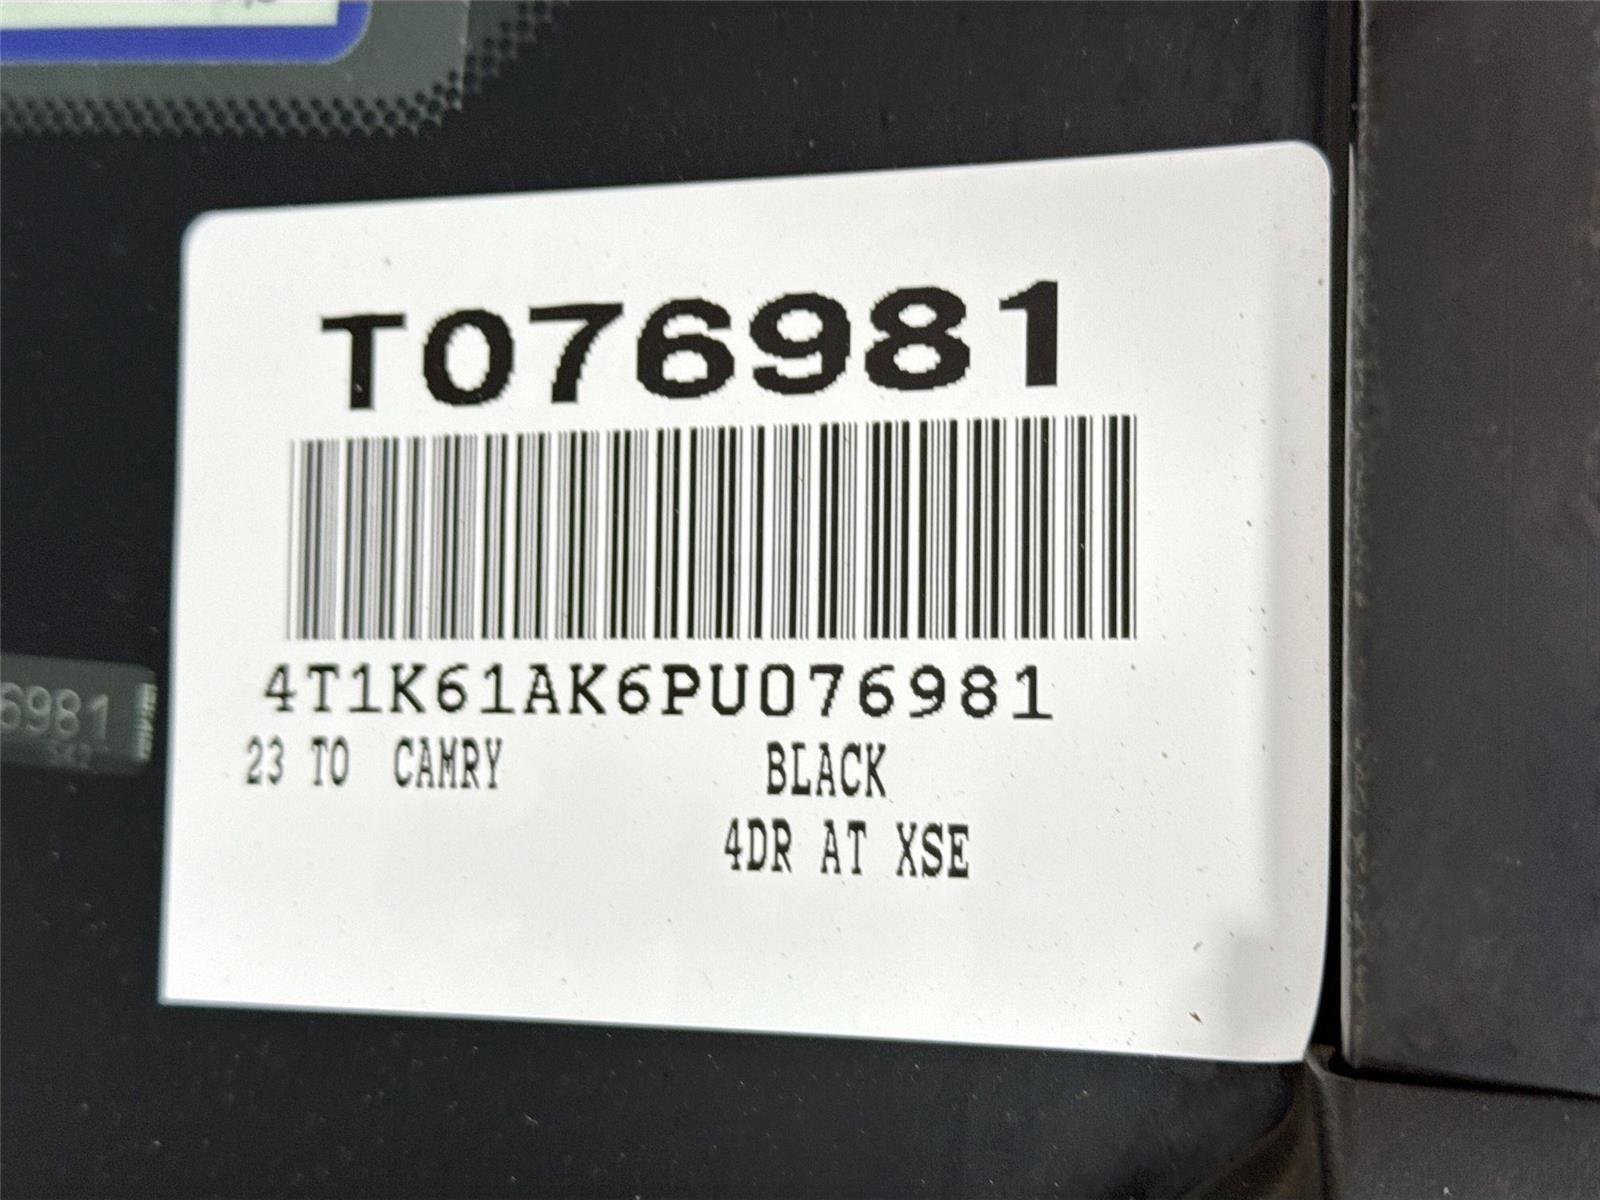 T076981
4T1K61AK6PU076981
6981
23 TO CAMRY BLACK
4DR AT XSE